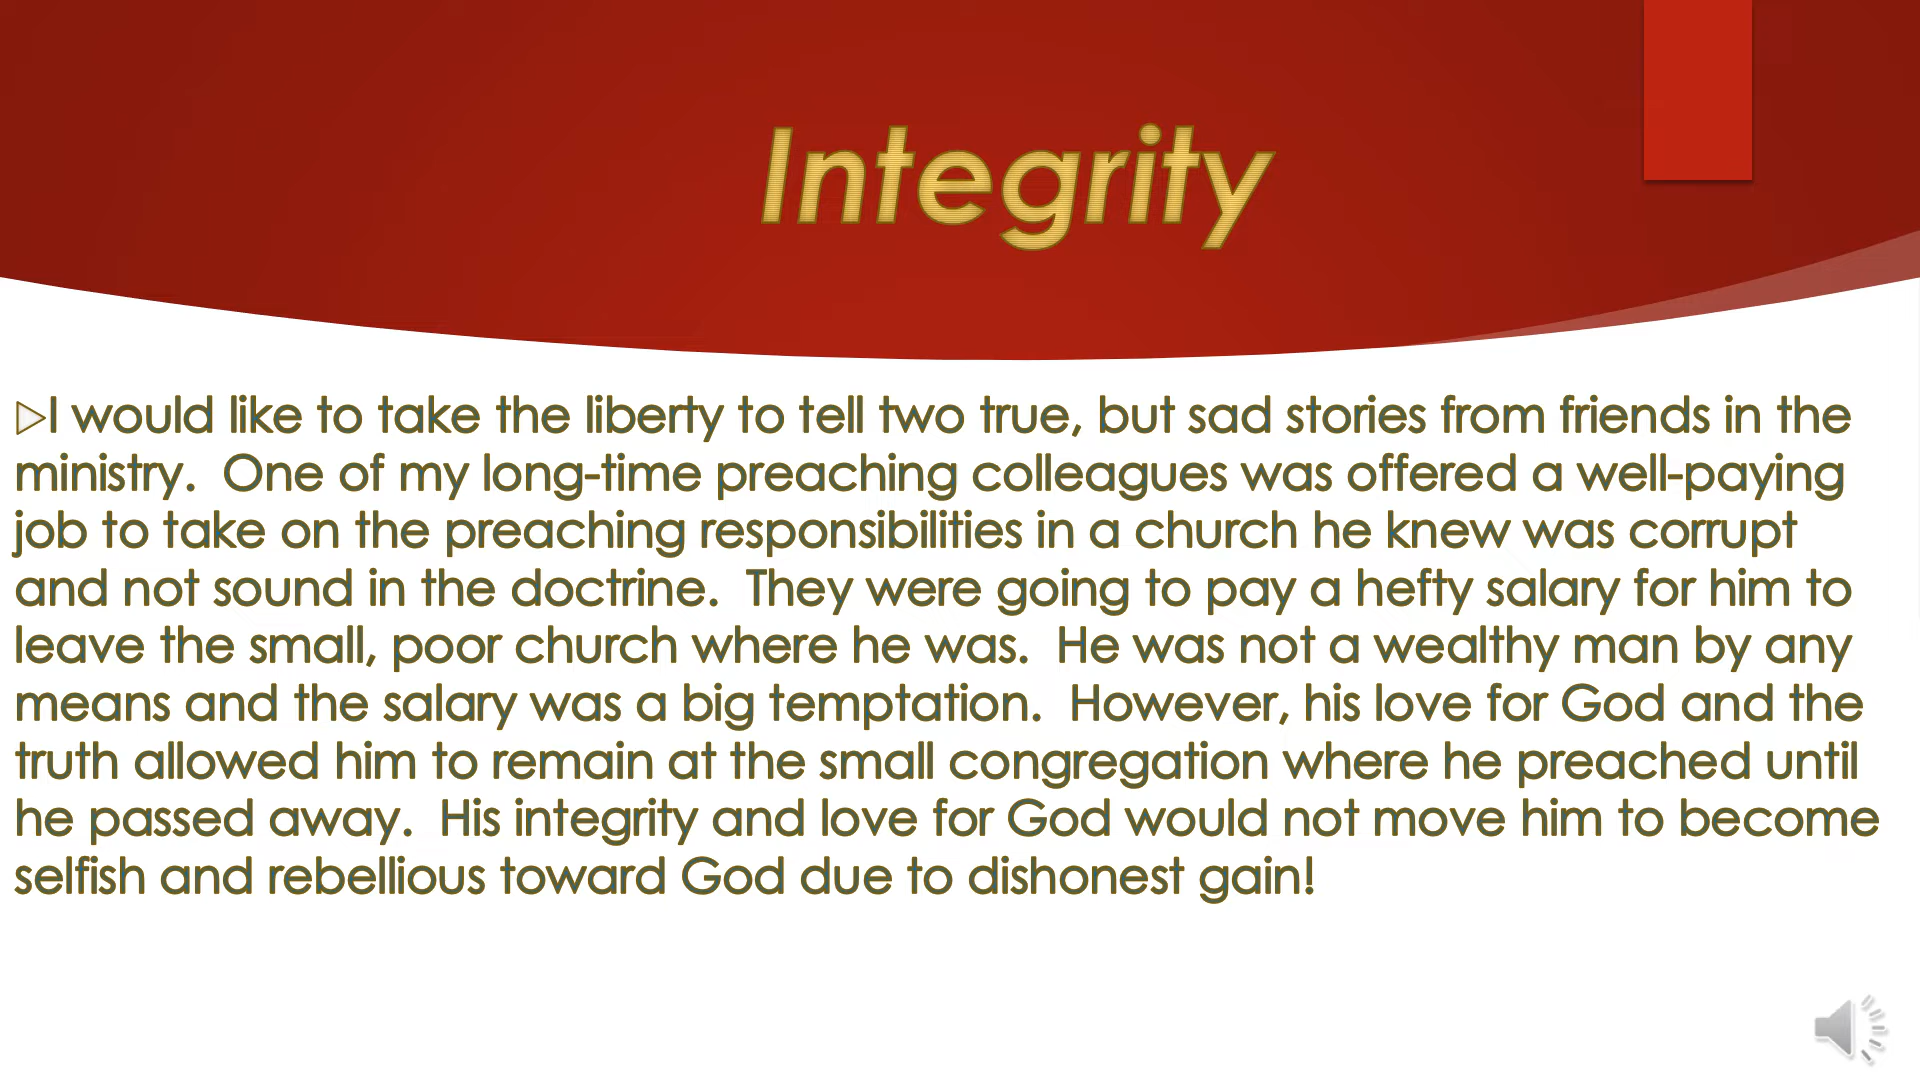 Integrity
I would like to take the liberty to tell two true, but sad stories from friends in the
ministry.  One of my long-time preaching colleagues was offered a well-paying
job to take on the preaching responsibilities in a church he knew was corrupt
and not sound in the doctrine.  They were going to pay a hefty salary for him to
leave the small, poor church where he was.  He was not a wealthy man by any
means and the salary was a big temptation.  However, his love for God and the
truth allowed him to remain at the small congregation where he preached until
he passed away.  His integrity and love for God would not move him to become
selfish and rebellious toward God due to dishonest gain!